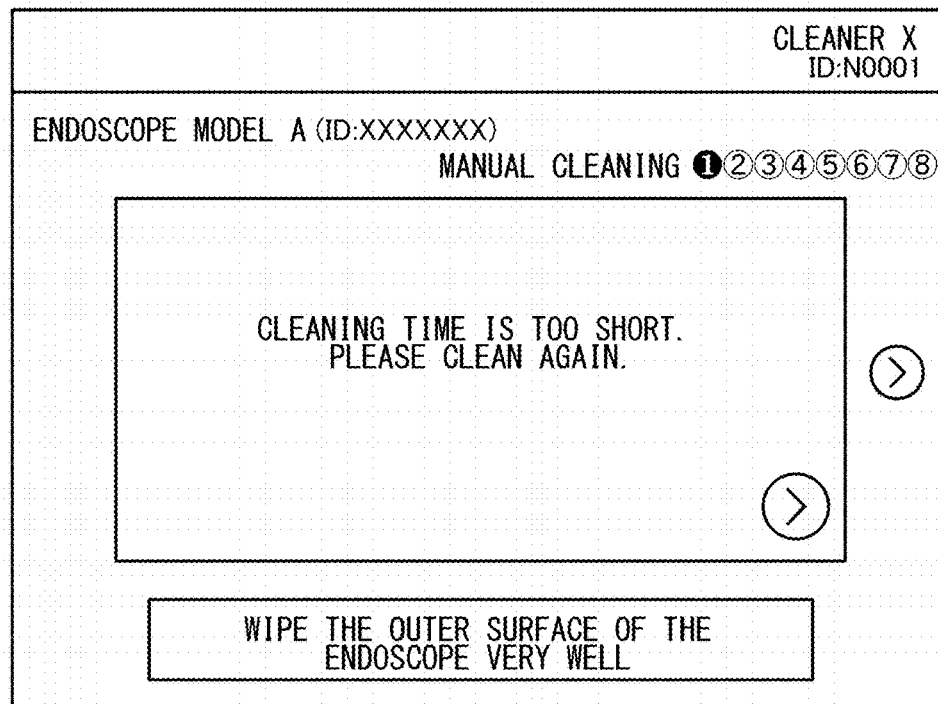 CLEANER X
ID:N0001
ENDOSCOPE MODEL A (ID:XXXXXXX)
MANUAL CLEANING ❶②③④⑤⑥⑦⑧
CLEANING TIME IS TOO SHORT.
PLEASE CLEAN AGAIN.
WIPE THE OUTER SURFACE OF THE
ENDOSCOPE VERY WELL